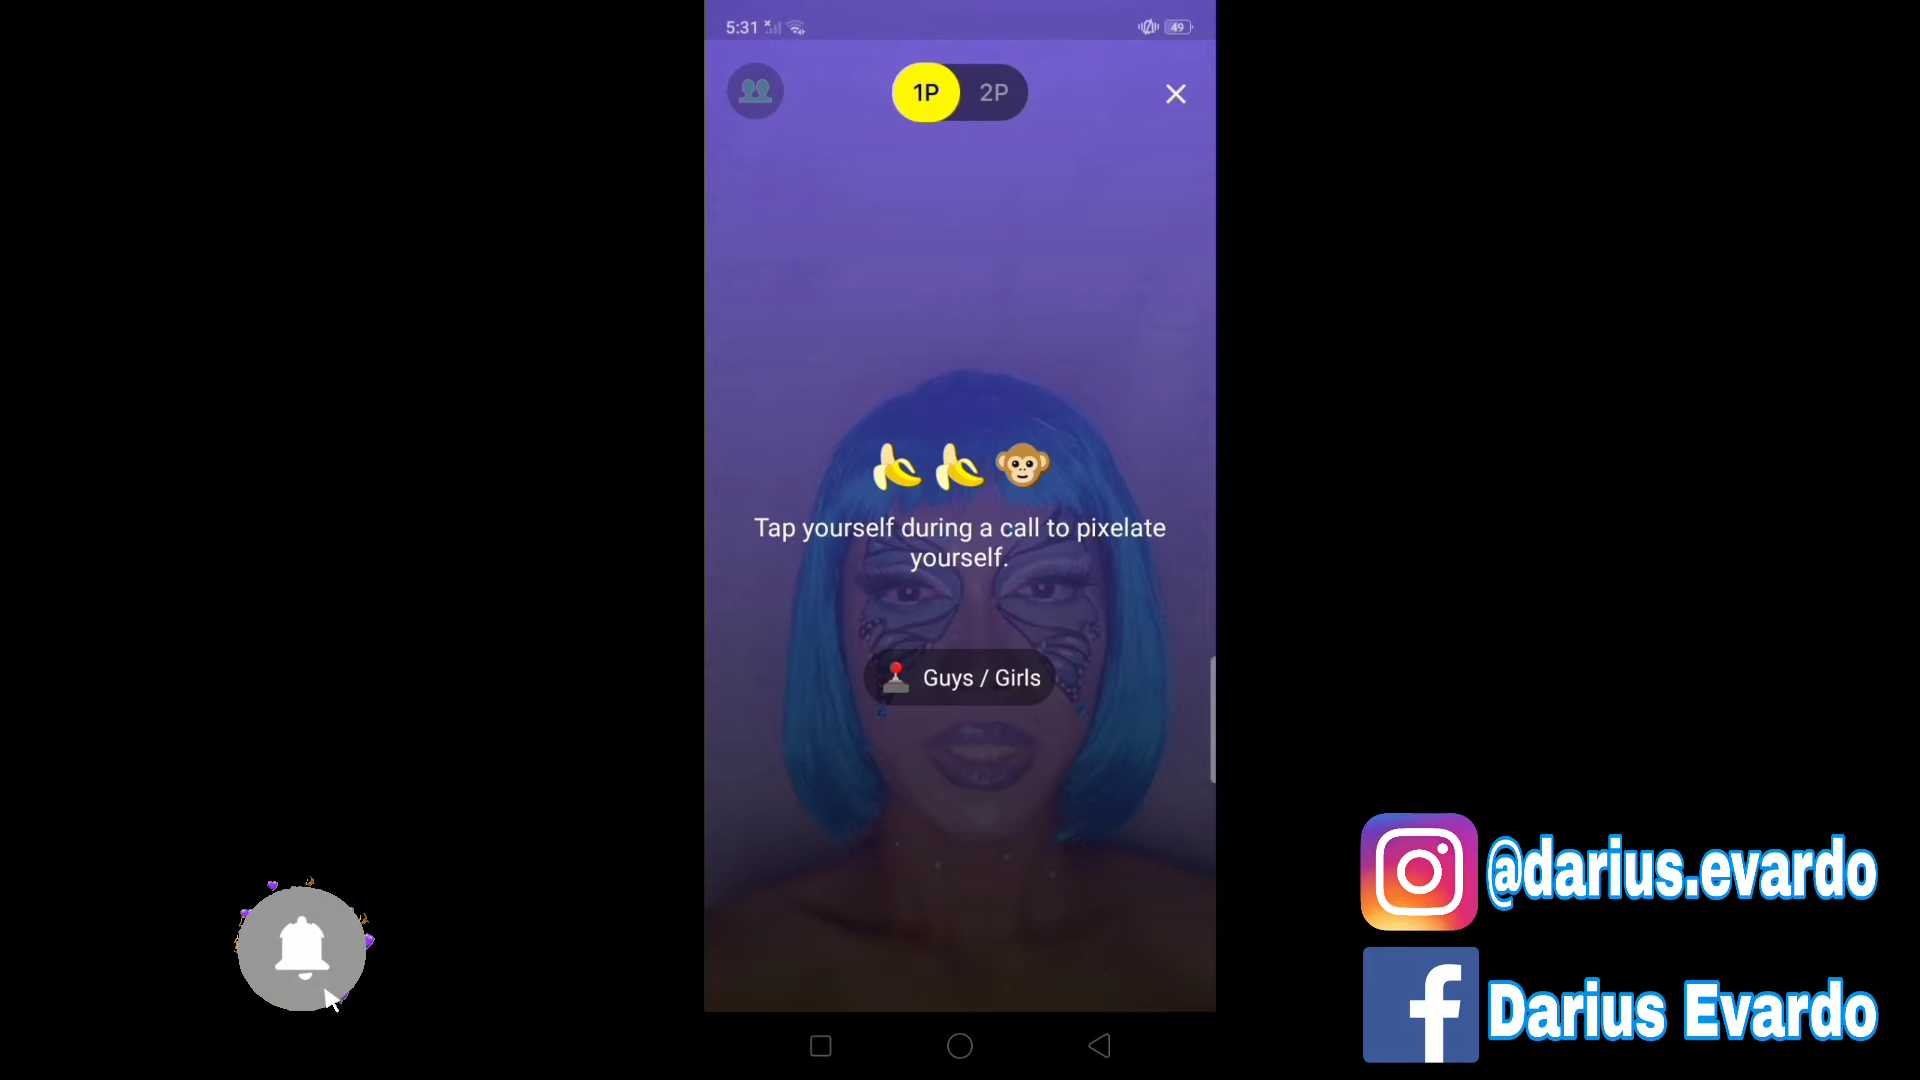 5:31
49
1P 2P
Tap yourself during a call to pixelate
yourself.
Guys / Girls
@darius.evardo
Darius Evardo